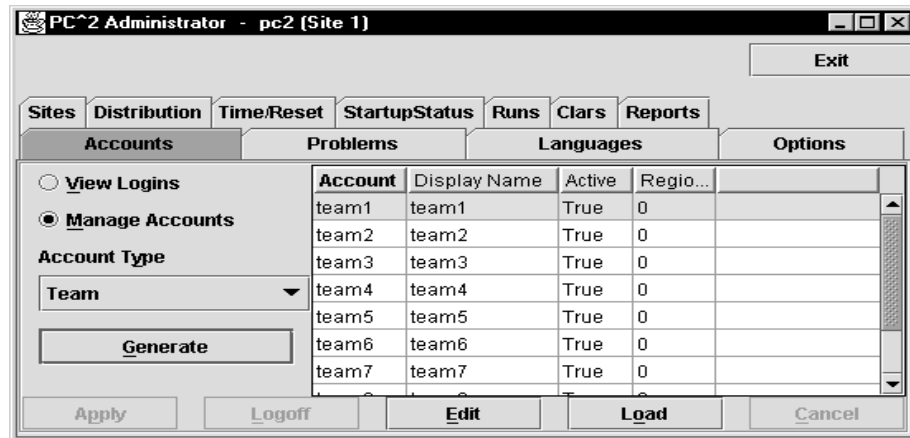 PC^2 Administrator - pc2 (Site 1)
Exit
Sites Distribution Time/Reset StartupStatus Runs Clars Reports
Accounts Problems Languages Options
View Logins
Manage Accounts
Account Type
Team
Generate
Account Display Name Active Regio...
team1 team1 True 0
team2 team2 True 0
team3 team3 True 0
team4 team4 True 0
team5 team5 True 0
team6 team6 True 0
team7 team7 True 0
Apply Logoff Edit Load Cancel